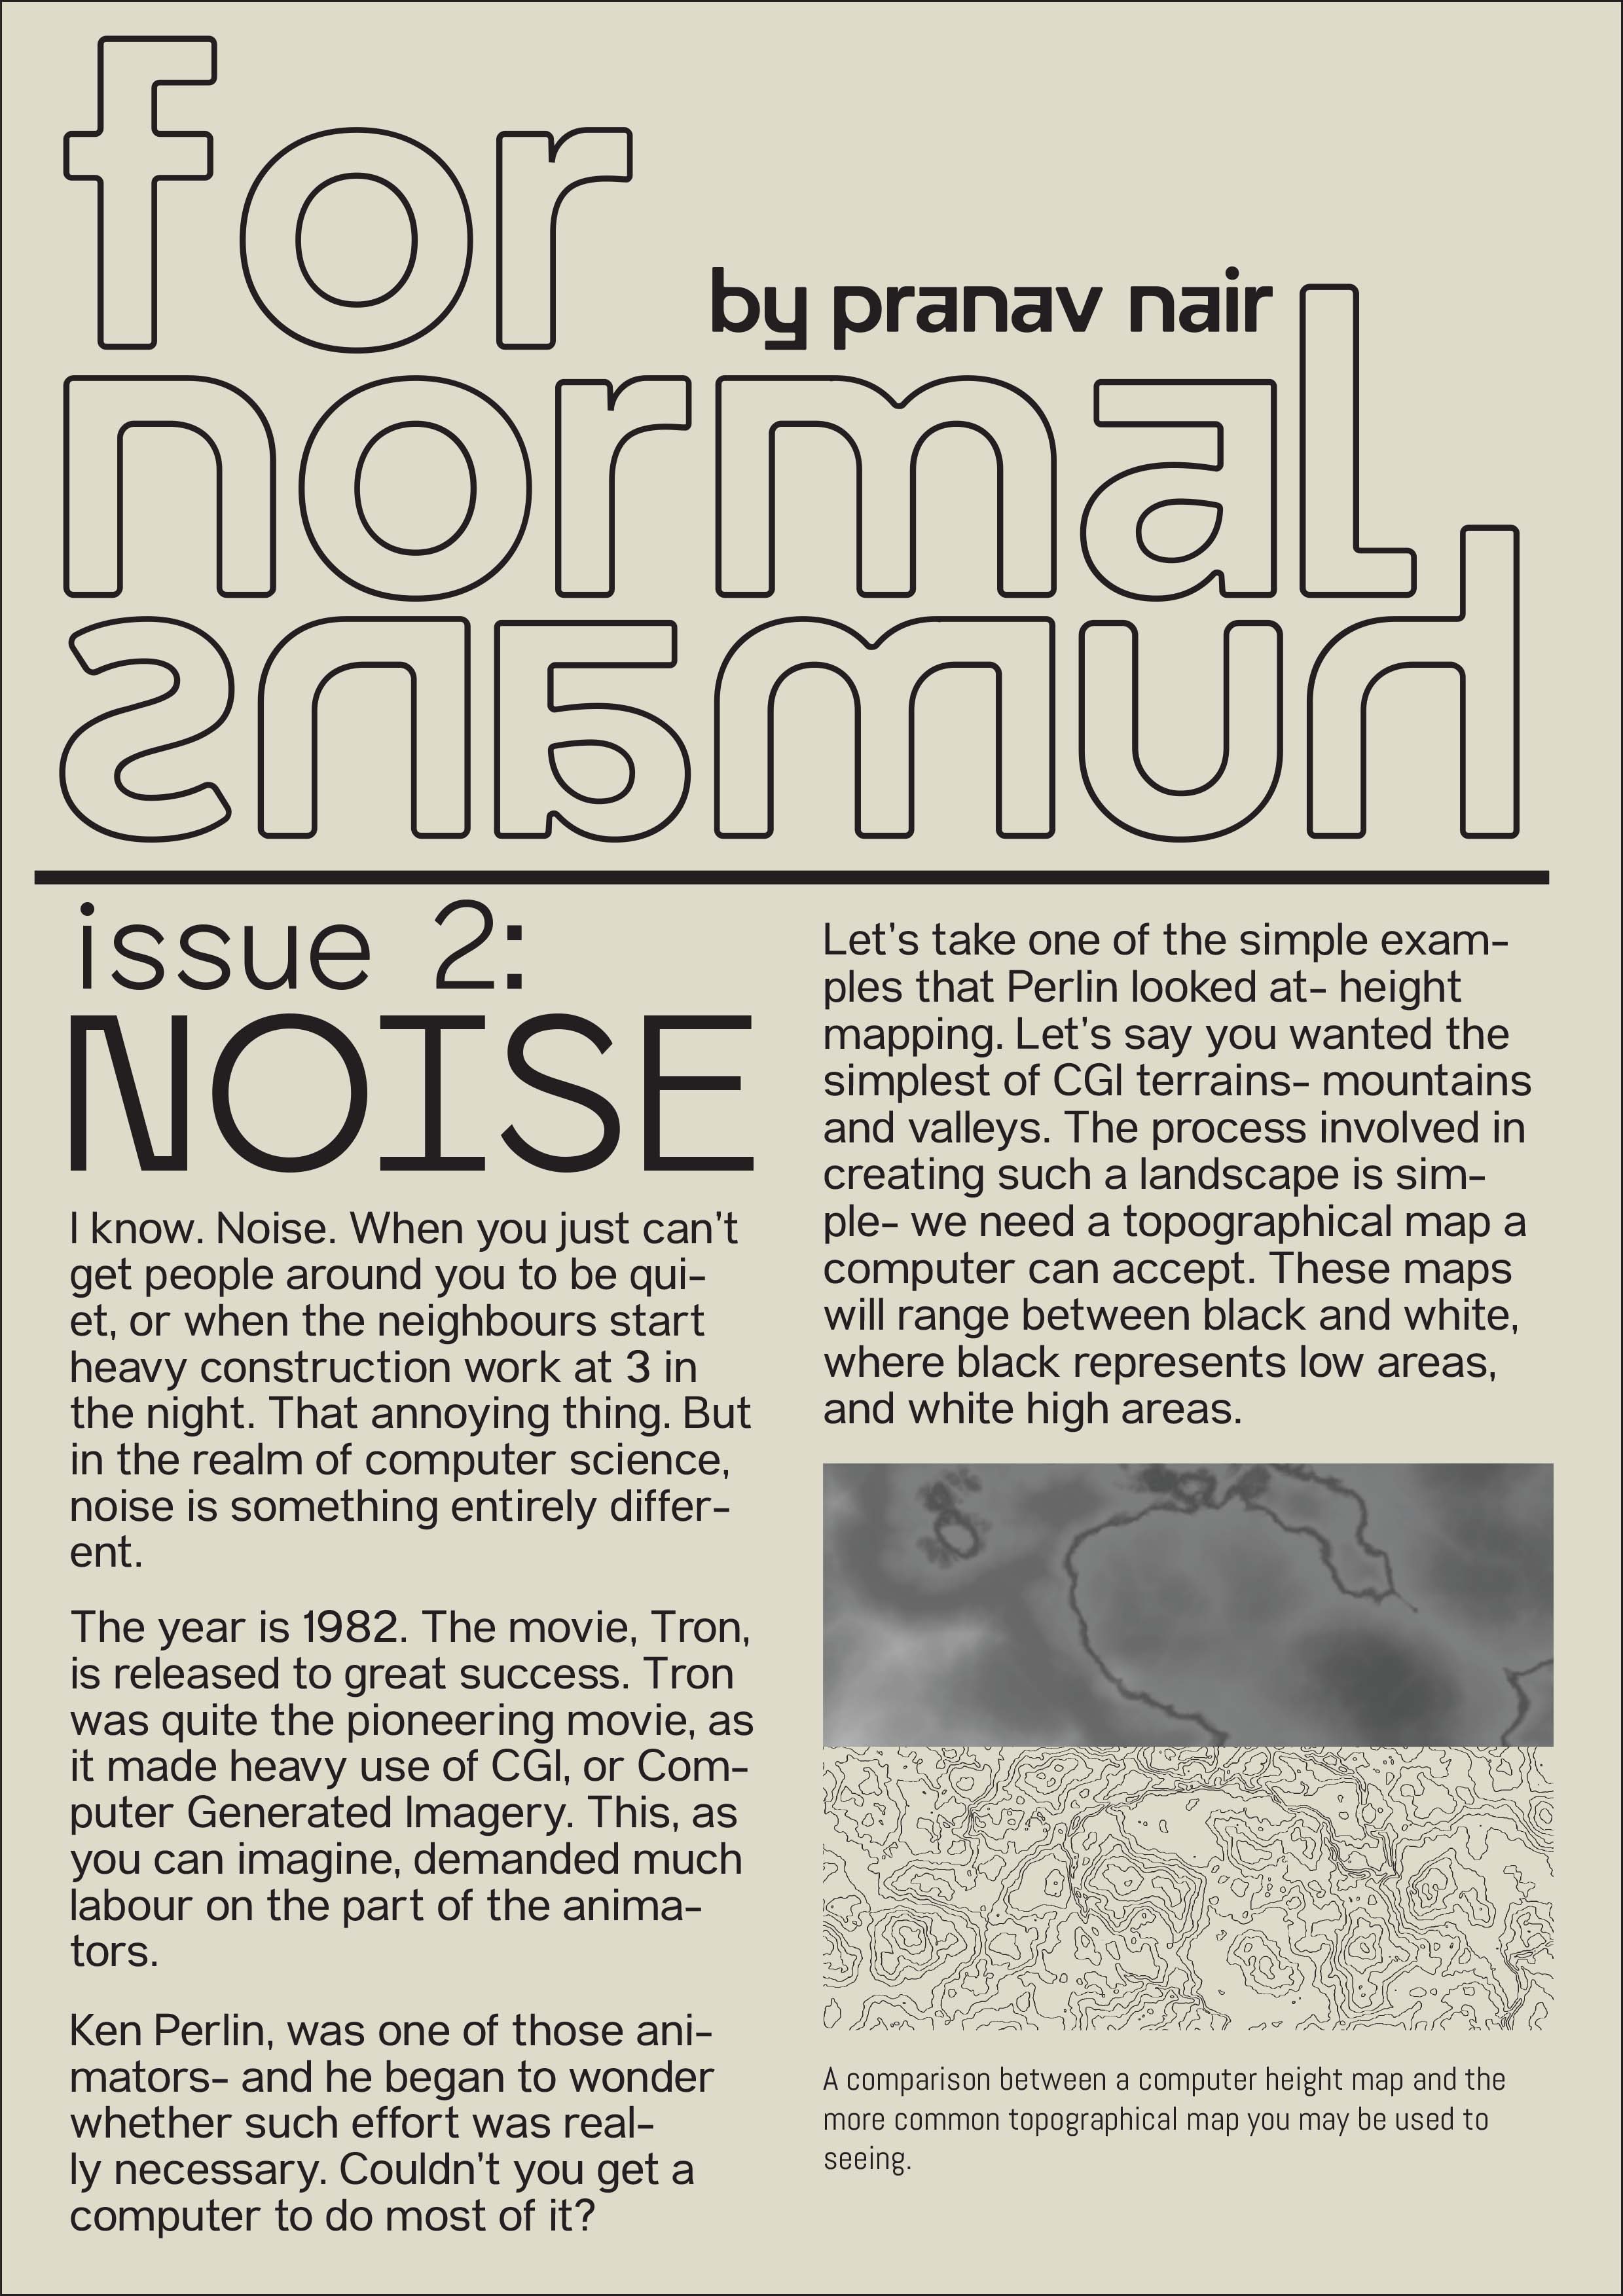 for
by pranav nair
normal
humans
issue 2:
NOISE
I know. Noise. When you just can't
get people around you to be qui-
et, or when the neighbours start
heavy construction work at 3 in
the night. That annoying thing. But
in the realm of computer science,
noise is something entirely differ-
ent.
The year is 1982. The movie, Tron,
is released to great success. Tron
was quite the pioneering movie, as
it made heavy use of CGI, or Com-
puter Generated Imagery. This, as
you can imagine, demanded much
labour on the part of the anima-
tors.
Ken Perlin, was one of those ani-
mators- and he began to wonder
whether such effort was real-
ly necessary. Couldn't you get a
computer to do most of it?
Let's take one of the simple exam-
ples that Perlin looked at- height
mapping. Let's say you wanted the
simplest of CGI terrains- mountains
and valleys. The process involved in
creating such a landscape is sim-
ple- we need a topographical map a
computer can accept. These maps
will range between black and white,
where black represents low areas,
and white high areas.
A comparison between a computer height map and the
more common topographical map you may be used to
seeing.